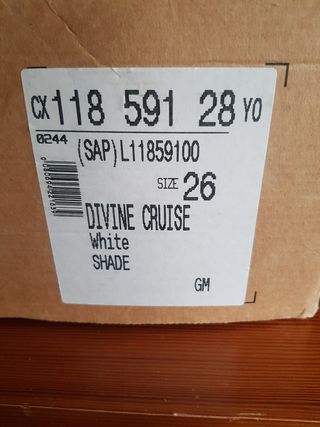 CX 118 591 28 YO
0244
(SAP)L11859100
SIZE 26
DIVINE CRUISE
White
SHADE
GM